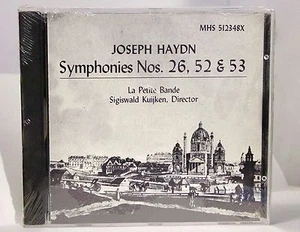 MHS 512348X
JOSEPH HAYDN
Symphonies Nos. 26, 52 & 53
La Petite Bande
Sigiswald Kuijken, Director